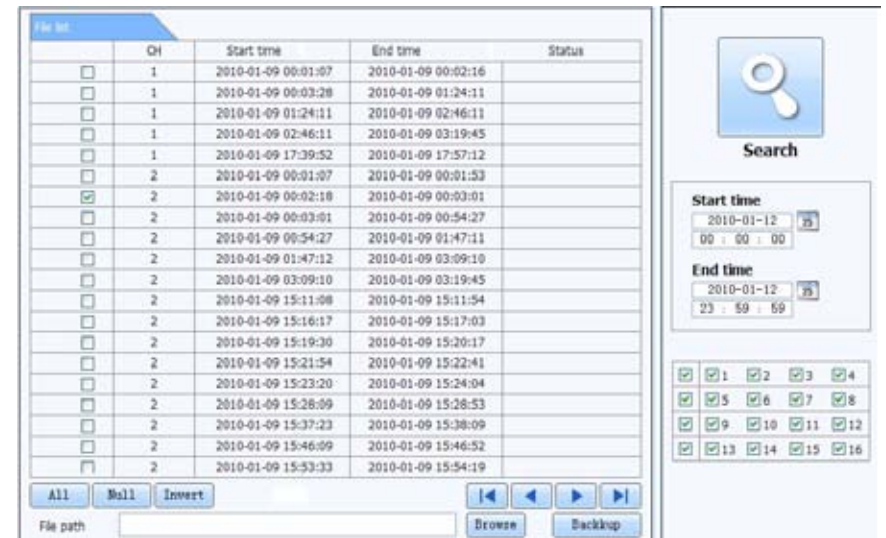 File list
CH Start time End time Status
1 2010-01-09 00:01:07 2010-01-09 00:02:16
1 2010-01-09 00:03:28 2010-01-09 01:24:11
1 2010-01-09 01:24:11 2010-01-09 02:46:11
1 2010-01-09 02:46:11 2010-01-09 03:19:45
1 2010-01-09 17:39:52 2010-01-09 17:57:12
2 2010-01-09 00:01:07 2010-01-09 00:01:53
2 2010-01-09 00:02:18 2010-01-09 00:03:01
2 2010-01-09 00:03:01 2010-01-09 00:54:27
2 2010-01-09 00:54:27 2010-01-09 01:47:11
2 2010-01-09 01:47:12 2010-01-09 03:09:10
2 2010-01-09 03:09:10 2010-01-09 03:19:45
2 2010-01-09 15:11:08 2010-01-09 15:11:54
2 2010-01-09 15:16:17 2010-01-09 15:17:03
2 2010-01-09 15:19:30 2010-01-09 15:20:17
2 2010-01-09 15:21:54 2010-01-09 15:22:41
2 2010-01-09 15:23:20 2010-01-09 15:24:04
2 2010-01-09 15:28:09 2010-01-09 15:28:53
2 2010-01-09 15:37:23 2010-01-09 15:38:09
2 2010-01-09 15:46:09 2010-01-09 15:46:52
2 2010-01-09 15:53:33 2010-01-09 15:54:19
All Null Invert
File path Browse Backkup
Search
Start time
2010-01-12
00 : 00 : 00
End time
2010-01-12
23 : 59 : 59
1 2 3 4
5 6 7 8
9 10 11 12
13 14 15 16